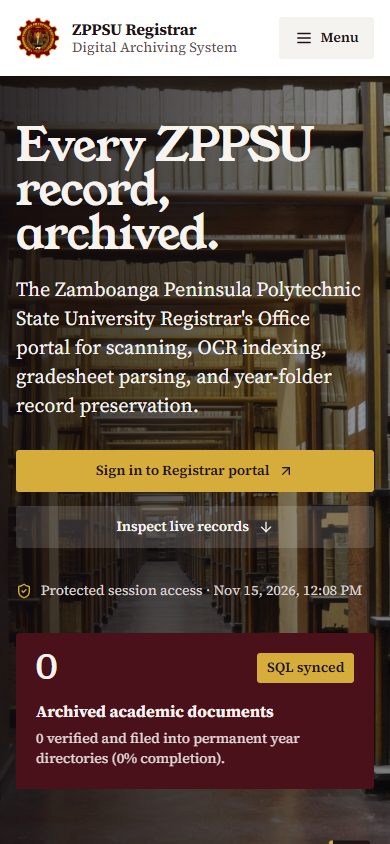 ZPPSU Registrar
Digital Archiving System
Menu
Every ZPPSU
record,
archived.
The Zamboanga Peninsula Polytechnic
State University Registrar's Office
portal for scanning, OCR indexing,
gradesheet parsing, and year-folder
record preservation.
Sign in to Registrar portal
Inspect live records
Protected session access · Nov 15, 2026, 12:08 PM
0
SQL synced
Archived academic documents
0 verified and filed into permanent year
directories (0% completion).